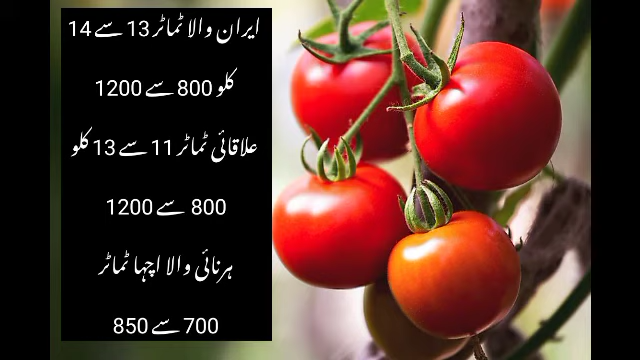 ایران والا ٹماٹر 13 سے 14
کلو 800 سے 1200
علاقائی ٹماٹر 11 سے 13 کلو
800 سے 1200
ہرنائی والا اچہا ٹماٹر
700 سے 850